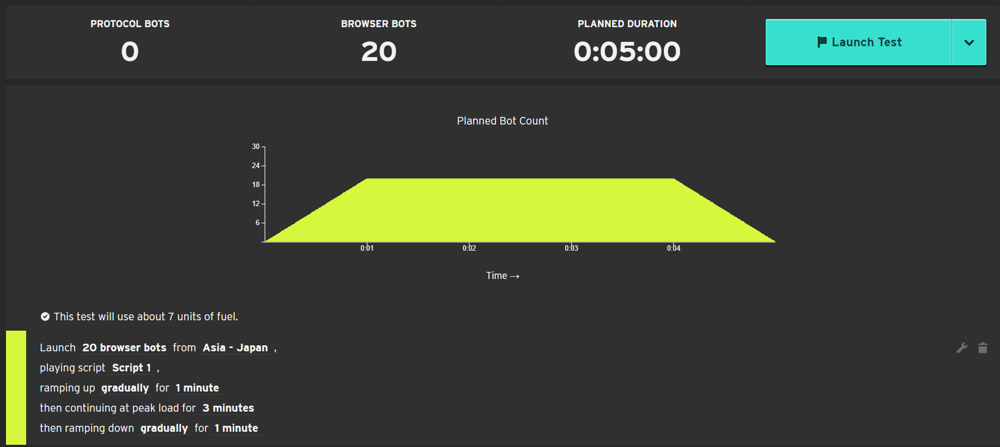 PROTOCOL BOTS
0
BROWSER BOTS
20
PLANNED DURATION
0:05:00
Launch Test
Planned Bot Count
30
24
18
12
6
0:01 0:02 0:03 0:04
Time →
This test will use about 7 units of fuel.
Launch 20 browser bots from Asia - Japan ,
playing script Script 1 ,
ramping up gradually for 1 minute
then continuing at peak load for 3 minutes
then ramping down gradually for 1 minute